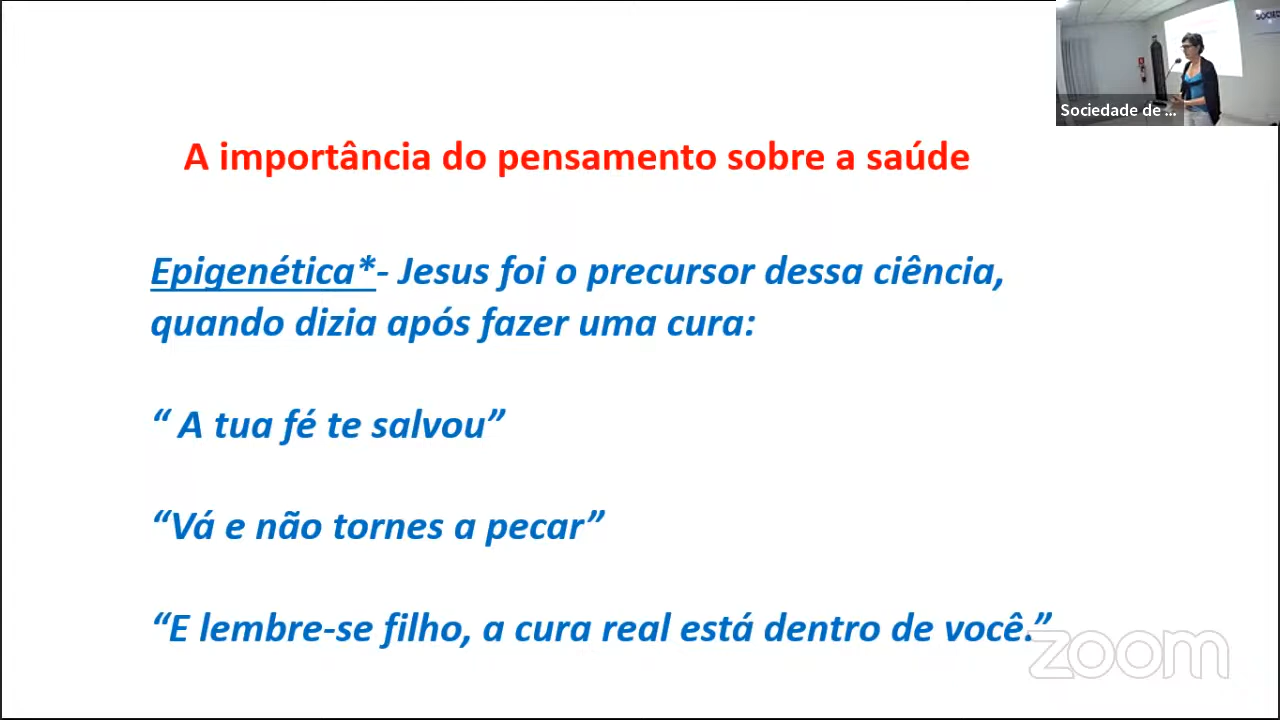 SOCIED
Sociedade de ...
A importância do pensamento sobre a saúde
Epigenética*- Jesus foi o precursor dessa ciência,
quando dizia após fazer uma cura:
“ A tua fé te salvou”
“Vá e não tornes a pecar”
“E lembre-se filho, a cura real está dentro de você.”
zoom